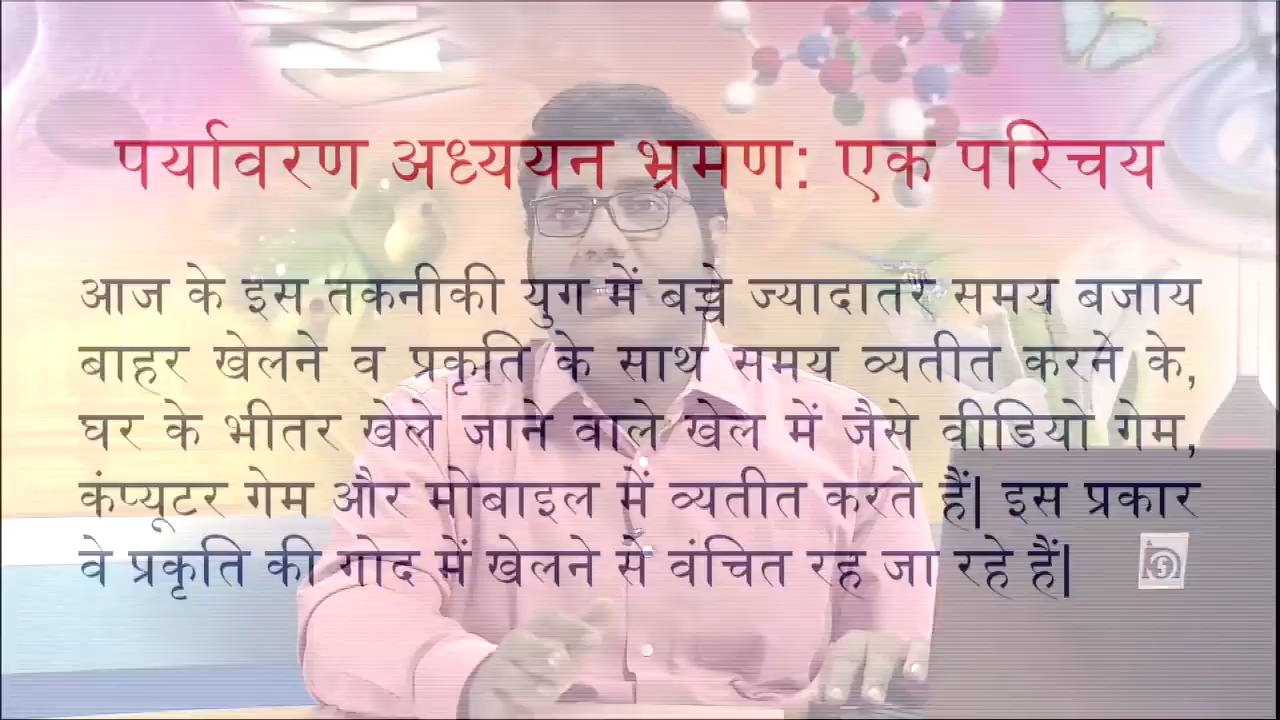 पर्यावरण अध्ययन भ्रमण: एक परिचय
आज के इस तकनीकी युग में बच्चे ज्यादातर समय बजाय
बाहर खेलने व प्रकृति के साथ समय व्यतीत करने के,
घर के भीतर खेले जाने वाले खेल में जैसे वीडियो गेम,
कंप्यूटर गेम और मोबाइल में व्यतीत करते हैं| इस प्रकार
वे प्रकृति की गोद में खेलने से वंचित रह जा रहे हैं|